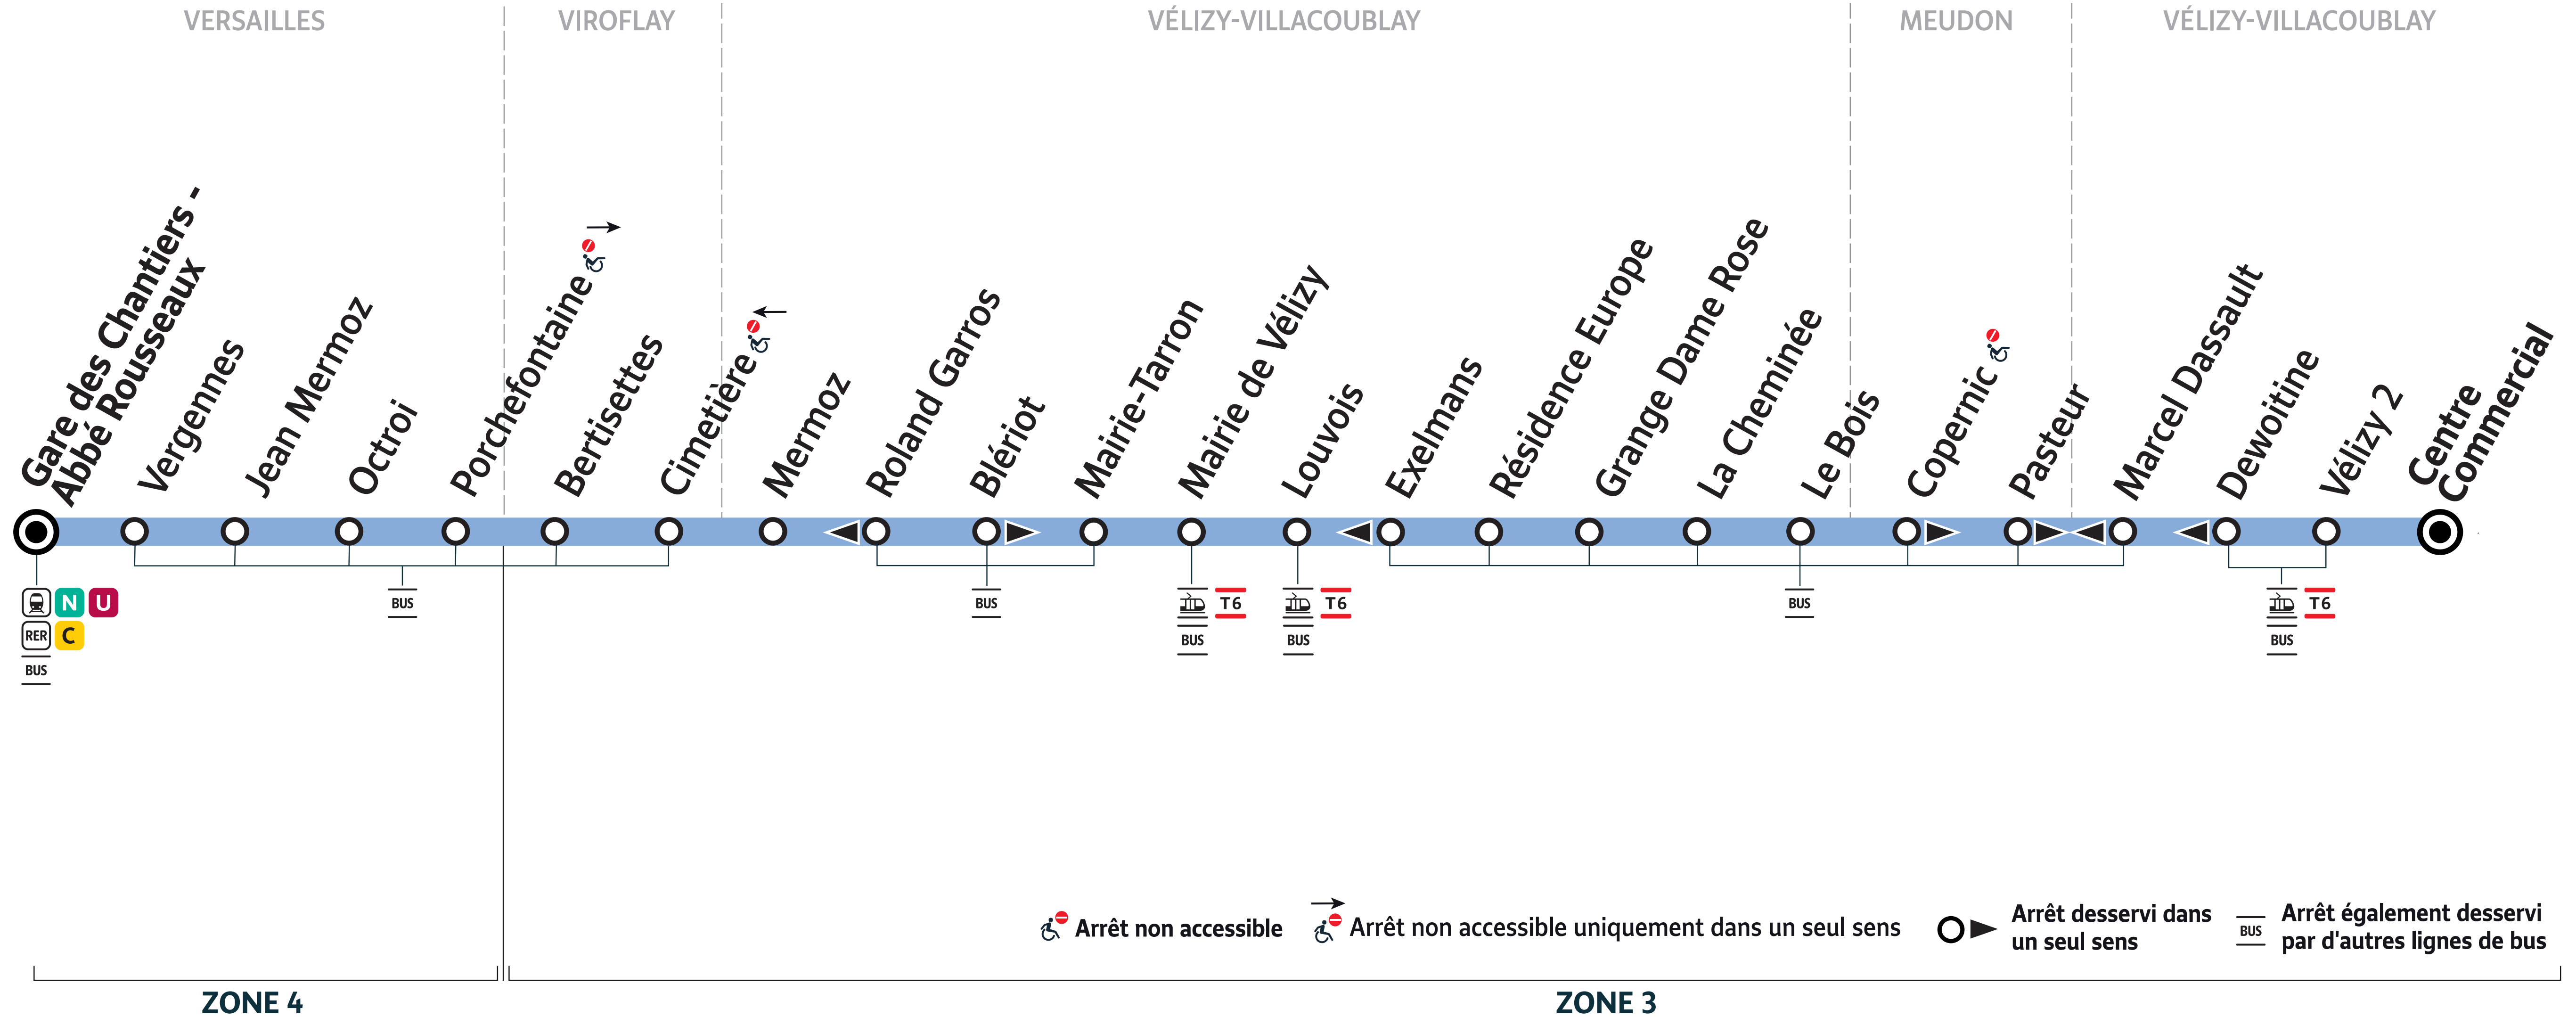 VERSAILLES
VIROFLAY
VÉLIZY-VILLACOUBLAY
MEUDON
VÉLIZY-VILLACOUBLAY
Gare des Chantiers -
Abbé Rousseaux
Vergennes
Jean Mermoz
Octroi
Porchefontaine
Bertisettes
Cimetière
Mermoz
Roland Garros
Blériot
Mairie-Tarron
Mairie de Vélizy
Louvois
Exelmans
Résidence Europe
Grange Dame Rose
La Cheminée
Le Bois
Copernic
Pasteur
Marcel Dassault
Dewoitine
Vélizy 2
Centre
Commercial
N U
RER C
BUS
BUS
BUS
T6
BUS
T6
BUS
BUS
T6
BUS
Arrêt non accessible
Arrêt non accessible uniquement dans un seul sens
Arrêt desservi dans
un seul sens
BUS
Arrêt également desservi
par d'autres lignes de bus
ZONE 4
ZONE 3